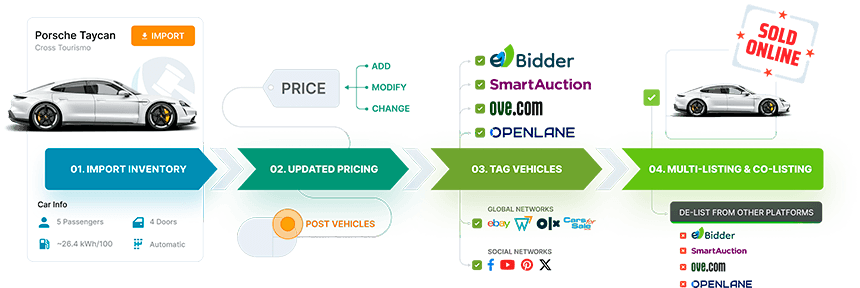 Porsche Taycan
Cross Tourismo
IMPORT
PRICE
ADD
MODIFY
CHANGE
eBidder
SmartAuction
ove.com
OPENLANE
SOLD
ONLINE
01. IMPORT INVENTORY
02. UPDATED PRICING
03. TAG VEHICLES
04. MULTI-LISTING & CO-LISTING
Car Info
5 Passengers
4 Doors
~26.4 kWh/100
Automatic
POST VEHICLES
GLOBAL NETWORKS
ebay
OLX
Cars for Sale
SOCIAL NETWORKS
DE-LIST FROM OTHER PLATFORMS
eBidder
SmartAuction
ove.com
OPENLANE